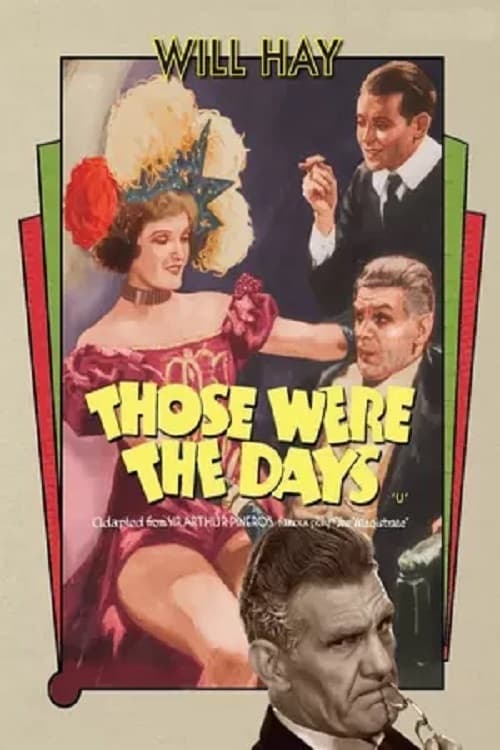 WILL HAY
THOSE WERE
THE DAYS
"U"
Adapted from SIR ARTHUR PINERO'S famous play "The Magistrate"